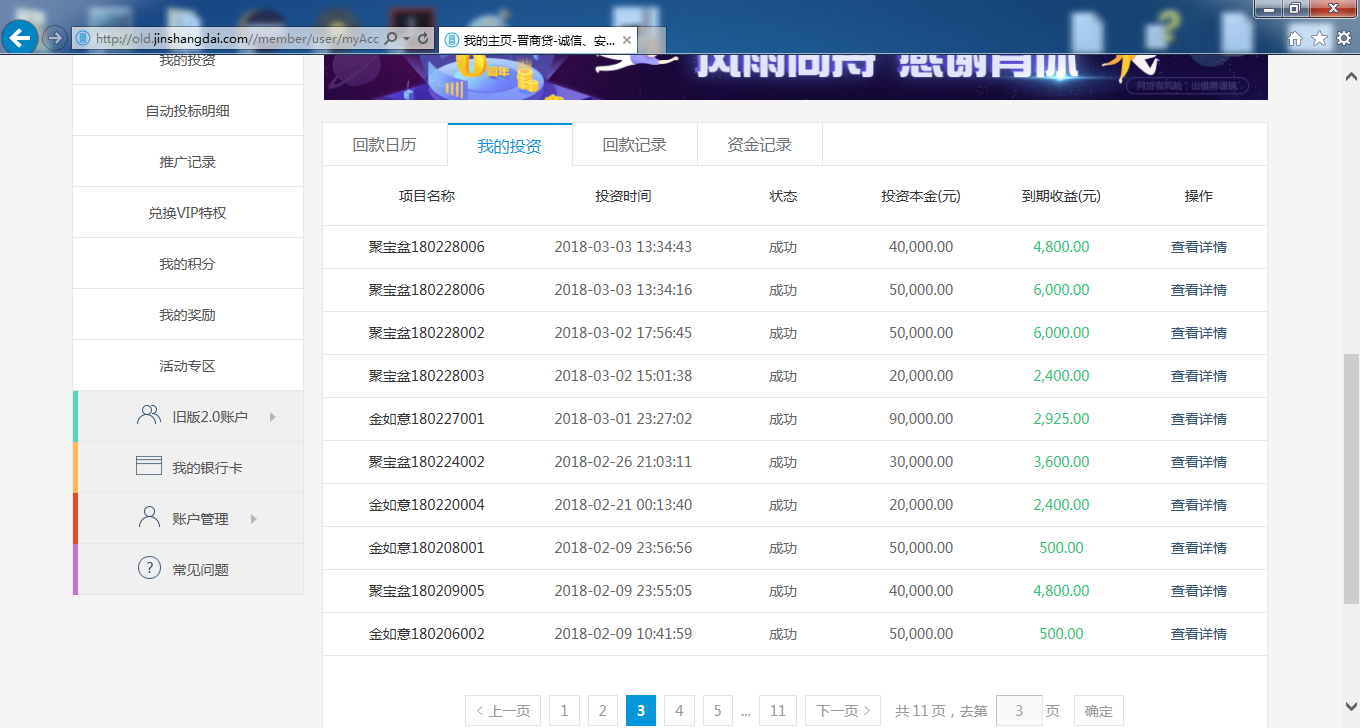 http://old.jinshangdai.com//member/user/myAcc
我的主页-晋商贷-诚信、安...
我的投资
自动投标明细
推广记录
兑换VIP特权
我的积分
我的奖励
活动专区
旧版2.0账户
我的银行卡
账户管理
? 常见问题
周年 风雨同舟 感谢有你
回款日历 我的投资 回款记录 资金记录
项目名称 投资时间 状态 投资本金(元) 到期收益(元) 操作
聚宝盆180228006 2018-03-03 13:34:43 成功 40,000.00 4,800.00 查看详情
聚宝盆180228006 2018-03-03 13:34:16 成功 50,000.00 6,000.00 查看详情
聚宝盆180228002 2018-03-02 17:56:45 成功 50,000.00 6,000.00 查看详情
聚宝盆180228003 2018-03-02 15:01:38 成功 20,000.00 2,400.00 查看详情
金如意180227001 2018-03-01 23:27:02 成功 90,000.00 2,925.00 查看详情
聚宝盆180224002 2018-02-26 21:03:11 成功 30,000.00 3,600.00 查看详情
金如意180220004 2018-02-21 00:13:40 成功 20,000.00 2,400.00 查看详情
金如意180208001 2018-02-09 23:56:56 成功 50,000.00 500.00 查看详情
聚宝盆180209005 2018-02-09 23:55:05 成功 40,000.00 4,800.00 查看详情
金如意180206002 2018-02-09 10:41:59 成功 50,000.00 500.00 查看详情
< 上一页 1 2 3 4 5 ... 11 下一页 > 共 11 页，去第 3 页 确定